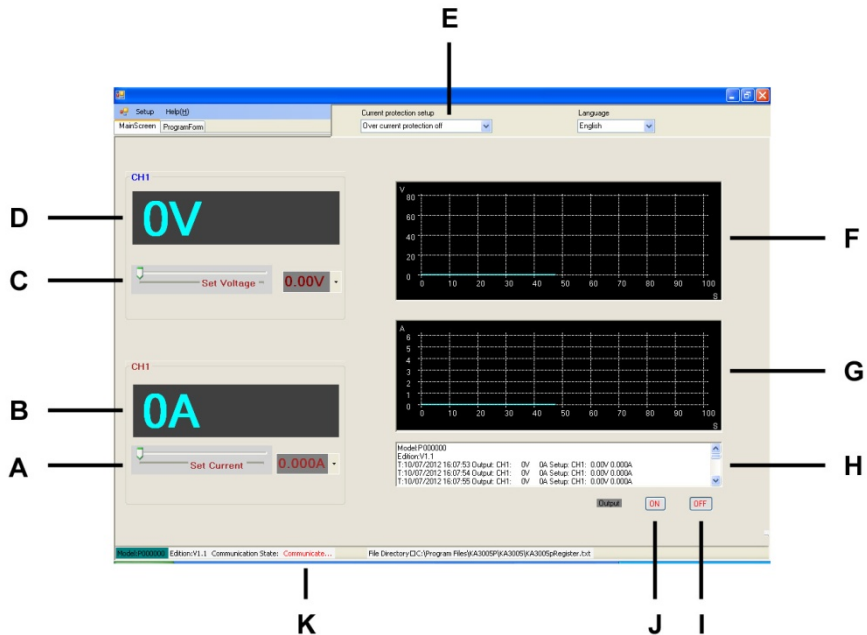 E
Setup Help(H)
Current protection setup
Language
MainScreen ProgramForm
Over current protection off
English
CH1
0V
D
C
Set Voltage
0.00V
V
80
60
40
20
0
0 10 20 30 40 50 60 70 80 90 100
S
F
CH1
0A
B
A
Set Current
0.000A
A
6
5
4
3
2
1
0
0 10 20 30 40 50 60 70 80 90 100
S
G
Model:P000000
Edition:V1.1
T:10/07/2012 16:07:53 Output: CH1: 0V 0A Setup: CH1: 0.00V 0.000A
T:10/07/2012 16:07:54 Output: CH1: 0V 0A Setup: CH1: 0.00V 0.000A
T:10/07/2012 16:07:55 Output: CH1: 0V 0A Setup: CH1: 0.00V 0.000A
H
Output ON OFF
Model:P000000 Edition:V1.1 Communication State: Communicate... File Directory□C:\Program Files\KA3005P\KA3005\KA3005pRegister.txt
K
J
I